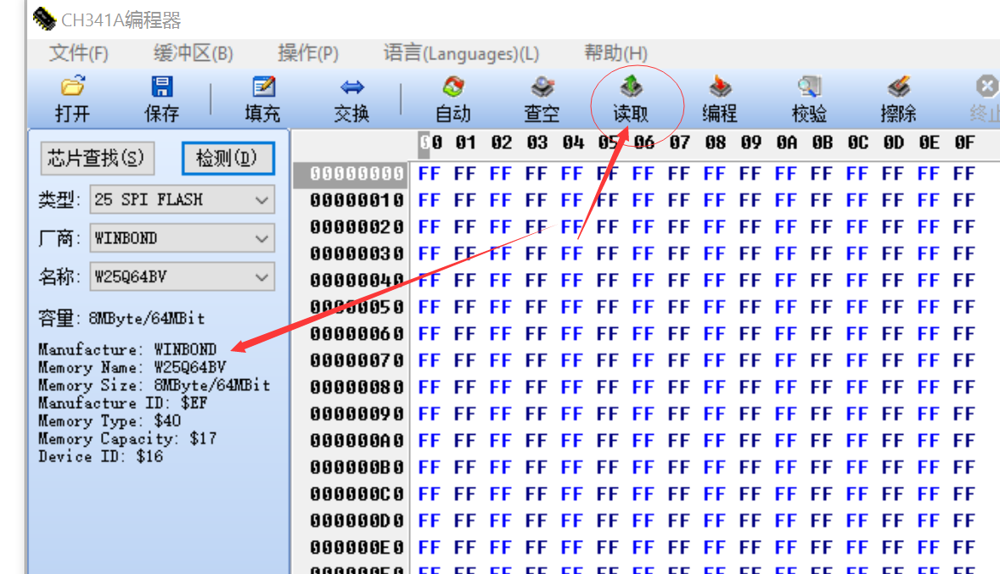 CH341A编程器
文件(F) 缓冲区(B) 操作(P) 语言(Languages)(L) 帮助(H)
打开 保存 填充 交换 自动 查空 读取 编程 校验 擦除 终止
芯片查找(S) 检测(D)
类型: 25 SPI FLASH
厂商: WINBOND
名称: W25Q64BV
容量: 8MByte/64MBit
Manufacture: WINBOND
Memory Name: W25Q64BV
Memory Size: 8MByte/64MBit
Manufacture ID: $EF
Memory Type: $40
Memory Capacity: $17
Device ID: $16
00 01 02 03 04 05 06 07 08 09 0A 0B 0C 0D 0E 0F
00000000 FF FF FF FF FF FF FF FF FF FF FF FF FF FF FF FF
00000010 FF FF FF FF FF FF FF FF FF FF FF FF FF FF FF FF
00000020 FF FF FF FF FF FF FF FF FF FF FF FF FF FF FF FF
00000030 FF FF FF FF FF FF FF FF FF FF FF FF FF FF FF FF
00000040 FF FF FF FF FF FF FF FF FF FF FF FF FF FF FF FF
00000050 FF FF FF FF FF FF FF FF FF FF FF FF FF FF FF FF
00000060 FF FF FF FF FF FF FF FF FF FF FF FF FF FF FF FF
00000070 FF FF FF FF FF FF FF FF FF FF FF FF FF FF FF FF
00000080 FF FF FF FF FF FF FF FF FF FF FF FF FF FF FF FF
00000090 FF FF FF FF FF FF FF FF FF FF FF FF FF FF FF FF
000000A0 FF FF FF FF FF FF FF FF FF FF FF FF FF FF FF FF
000000B0 FF FF FF FF FF FF FF FF FF FF FF FF FF FF FF FF
000000C0 FF FF FF FF FF FF FF FF FF FF FF FF FF FF FF FF
000000D0 FF FF FF FF FF FF FF FF FF FF FF FF FF FF FF FF
000000E0 FF FF FF FF FF FF FF FF FF FF FF FF FF FF FF FF
000000F0 FF FF FF FF FF FF FF FF FF FF FF FF FF FF FF FF